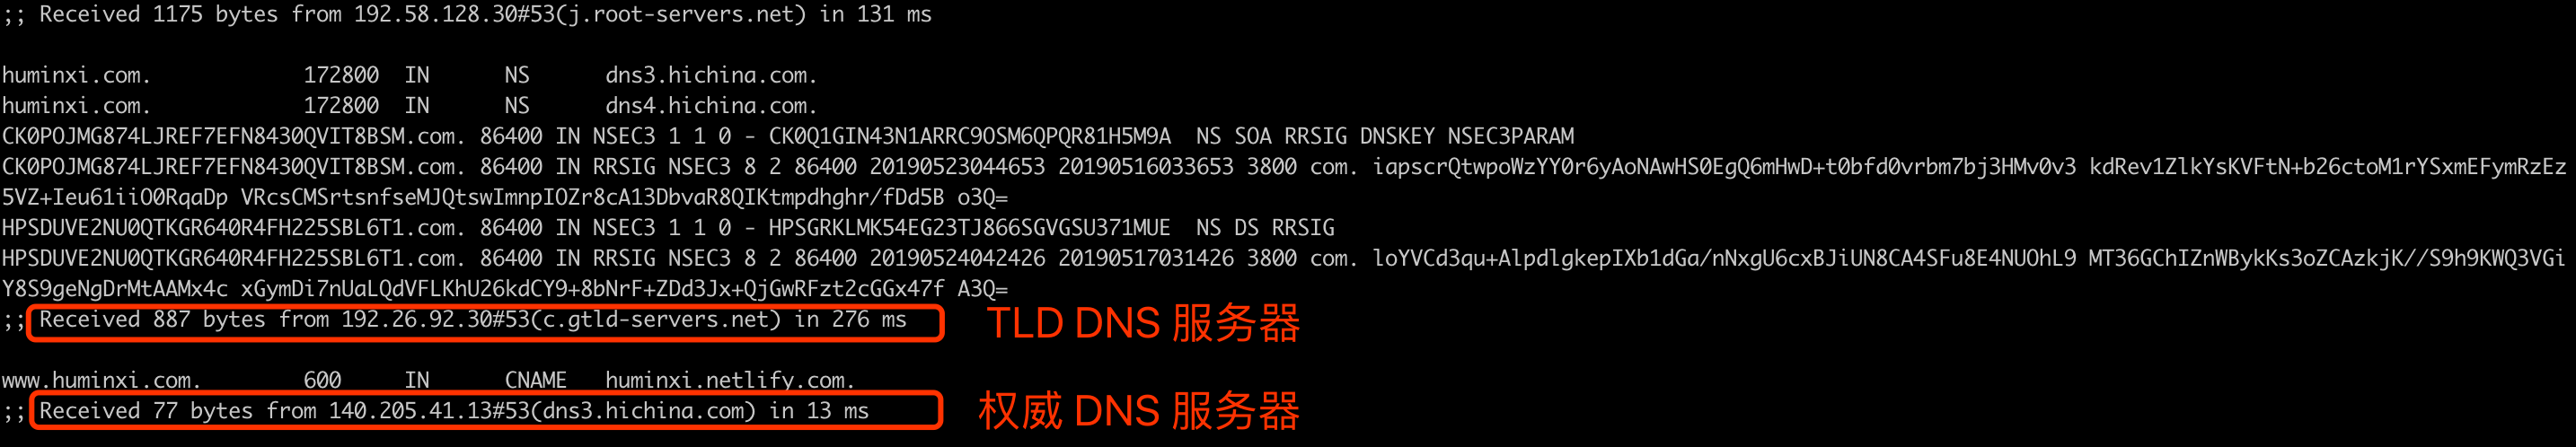 ;; Received 1175 bytes from 192.58.128.30#53(j.root-servers.net) in 131 ms
huminxi.com. 172800 IN NS dns3.hichina.com.
huminxi.com. 172800 IN NS dns4.hichina.com.
CK0POJMG874LJREF7EFN8430QVIT8BSM.com. 86400 IN NSEC3 1 1 0 - CK0Q1GIN43N1ARRC9OSM6QPQR81H5M9A NS SOA RRSIG DNSKEY NSEC3PARAM
CK0POJMG874LJREF7EFN8430QVIT8BSM.com. 86400 IN RRSIG NSEC3 8 2 86400 20190523044653 20190516033653 3800 com. iapscrQtwpoWzYY0r6yAoNAwHS0EgQ6mHwD+t0bfd0vrbm7bj3HMv0v3 kdRev1ZlkYsKVFtN+b26ctoM1rYSxmEFymRzEz
5VZ+Ieu61iiO0RqaDp VRcsCMSrtsnfseMJQtswImnpIOZr8cA13DbvaR8QIKtmpdhghr/fDd5B o3Q=
HPSDUVE2NU0QTKGR640R4FH225SBL6T1.com. 86400 IN NSEC3 1 1 0 - HPSGRKLMK54EG23TJ866SGVGSU371MUE NS DS RRSIG
HPSDUVE2NU0QTKGR640R4FH225SBL6T1.com. 86400 IN RRSIG NSEC3 8 2 86400 20190524042426 20190517031426 3800 com. loYVCd3qu+AlpdlgkepIXb1dGa/nNxgU6cxBJiUN8CA4SFu8E4NUOhL9 MT36GChIZnWBykKs3oZCAzkjK//S9h9KWQ3VGi
Y8S9geNgDrMtAAMx4c xGymDi7nUaLQdVFLKhU26kdCY9+8bNrF+ZDd3Jx+QjGwRFzt2cGGx47f A3Q=
;; Received 887 bytes from 192.26.92.30#53(c.gtld-servers.net) in 276 ms
TLD DNS 服务器
www.huminxi.com. 600 IN CNAME huminxi.netlify.com.
;; Received 77 bytes from 140.205.41.13#53(dns3.hichina.com) in 13 ms
权威 DNS 服务器